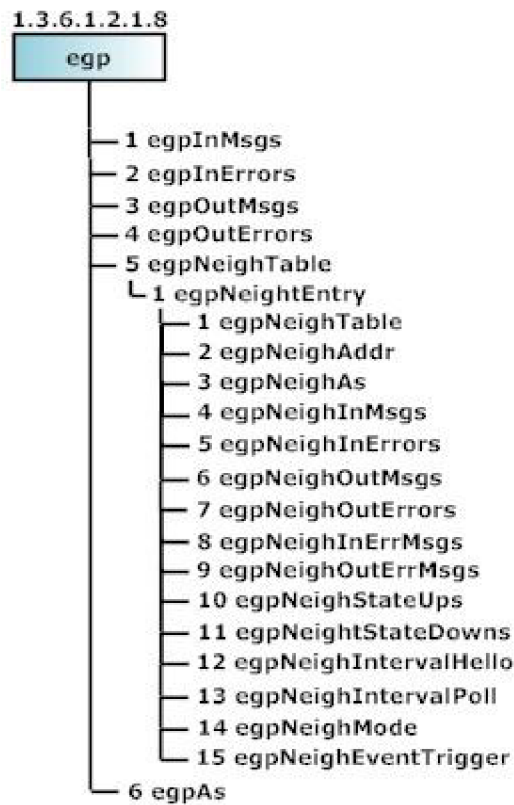 1.3.6.1.2.1.8
egp
1 egpInMsgs
2 egpInErrors
3 egpOutMsgs
4 egpOutErrors
5 egpNeighTable
1 egpNeightEntry
1 egpNeighTable
2 egpNeighAddr
3 egpNeighAs
4 egpNeighInMsgs
5 egpNeighInErrors
6 egpNeighOutMsgs
7 egpNeighOutErrors
8 egpNeighInErrMsgs
9 egpNeighOutErrMsgs
10 egpNeighStateUps
11 egpNeightStateDowns
12 egpNeighIntervalHello
13 egpNeighIntervalPoll
14 egpNeighMode
15 egpNeighEventTrigger
6 egpAs